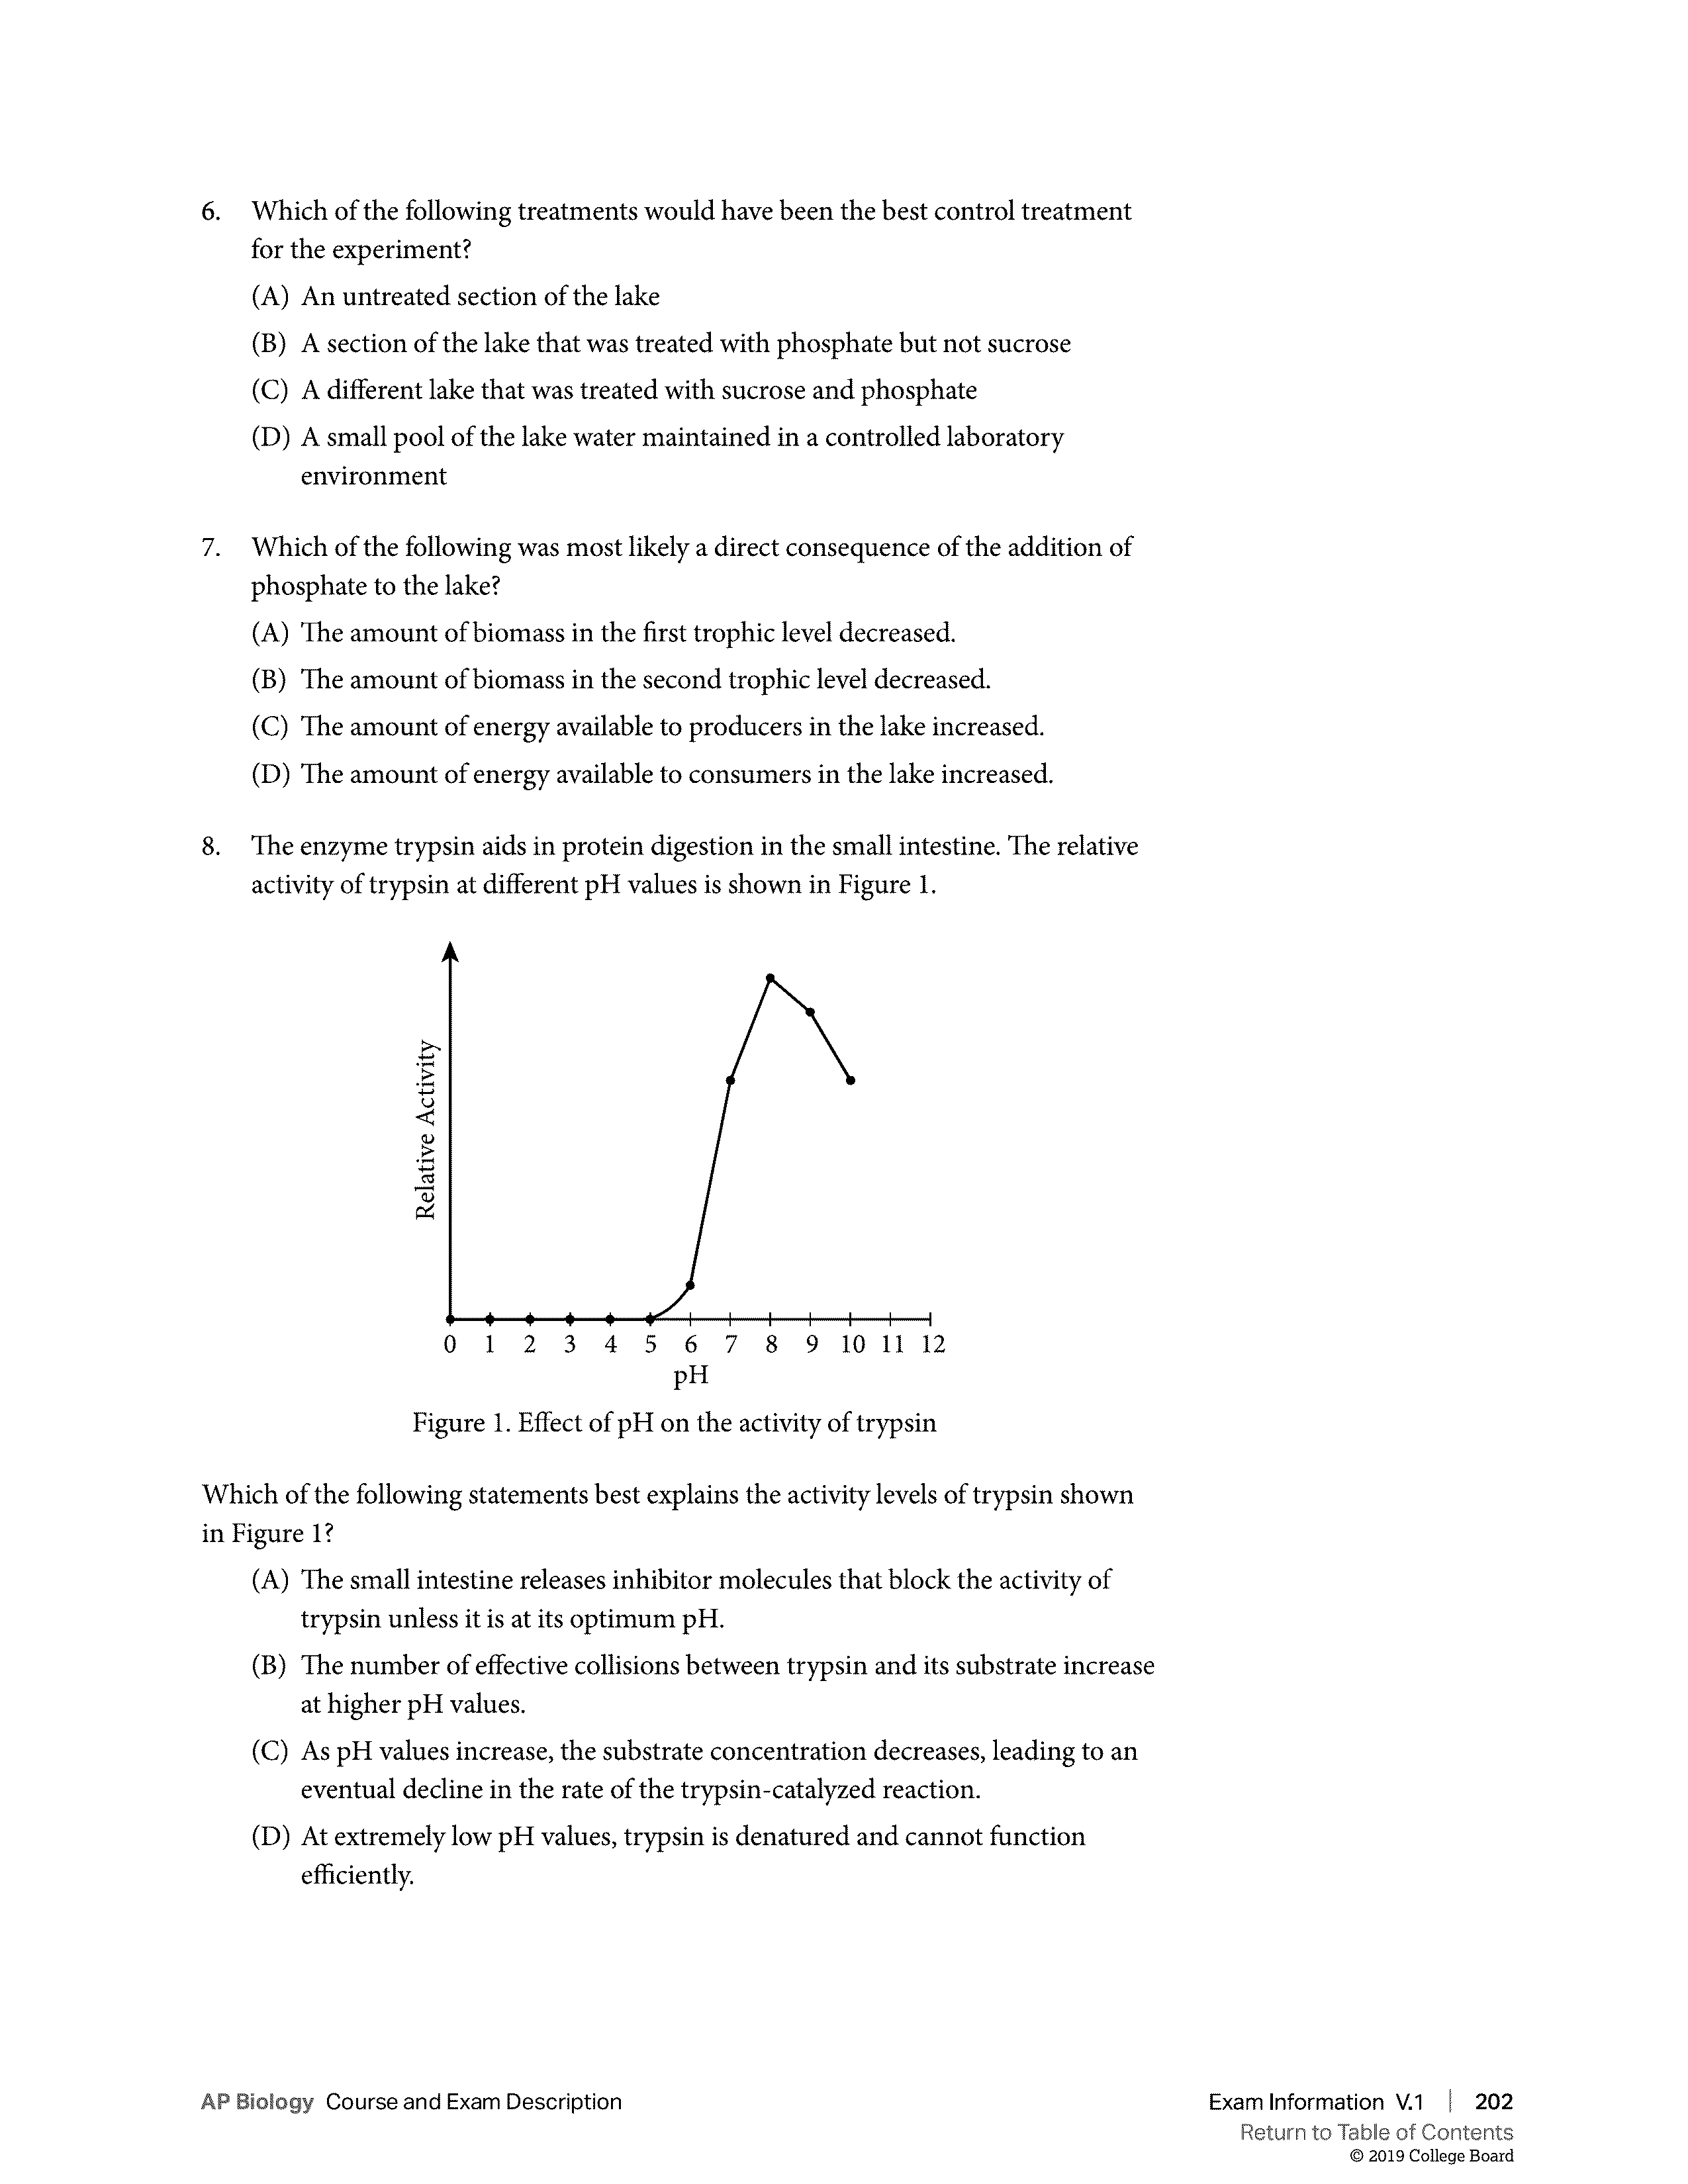 6. Which of the following treatments would have been the best control treatment
for the experiment?
(A) An untreated section of the lake
(B) A section of the lake that was treated with phosphate but not sucrose
(C) A different lake that was treated with sucrose and phosphate
(D) A small pool of the lake water maintained in a controlled laboratory
environment
7. Which of the following was most likely a direct consequence of the addition of
phosphate to the lake?
(A) The amount of biomass in the first trophic level decreased.
(B) The amount of biomass in the second trophic level decreased.
(C) The amount of energy available to producers in the lake increased.
(D) The amount of energy available to consumers in the lake increased.
8. The enzyme trypsin aids in protein digestion in the small intestine. The relative
activity of trypsin at different pH values is shown in Figure 1.
Relative Activity
0 1 2 3 4 5 6 7 8 9 10 11 12
pH
Figure 1. Effect of pH on the activity of trypsin
Which of the following statements best explains the activity levels of trypsin shown
in Figure 1?
(A) The small intestine releases inhibitor molecules that block the activity of
trypsin unless it is at its optimum pH.
(B) The number of effective collisions between trypsin and its substrate increase
at higher pH values.
(C) As pH values increase, the substrate concentration decreases, leading to an
eventual decline in the rate of the trypsin-catalyzed reaction.
(D) At extremely low pH values, trypsin is denatured and cannot function
efficiently.
AP Biology Course and Exam Description
Exam Information V.1 | 202
Return to Table of Contents
© 2019 College Board